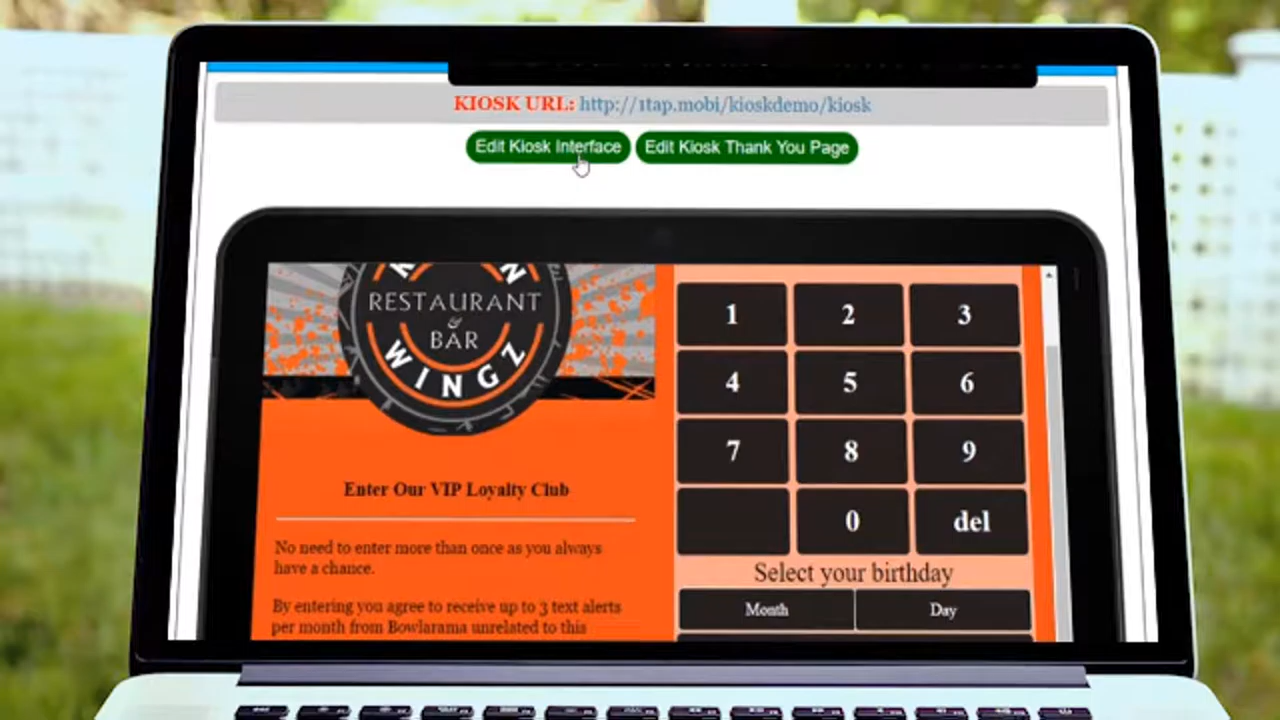 KIOSK URL: http://1tap.mobi/kioskdemo/kiosk
Edit Kiosk Interface
Edit Kiosk Thank You Page
RESTAURANT
&
BAR
WINGZ
Enter Our VIP Loyalty Club
No need to enter more than once as you always
have a chance.
By entering you agree to receive up to 3 text alerts
per month from Bowlarama unrelated to this
1 2 3
4 5 6
7 8 9
0 del
Select your birthday
Month Day